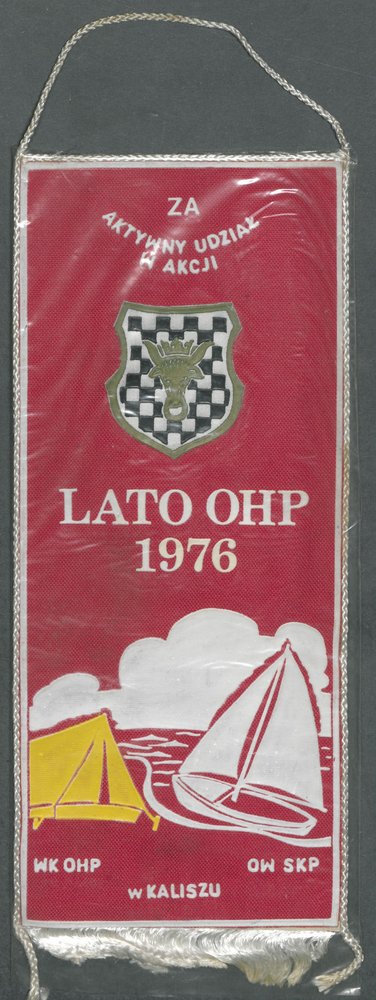 ZA
AKTYWNY UDZIAŁ
W AKCJI
LATO OHP
1976
WK OHP
OW SKP
w KALISZU